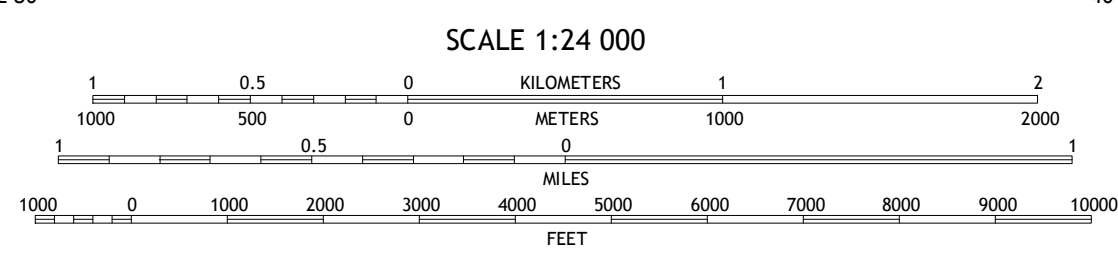 SCALE 1:24 000
1 0.5 0 KILOMETERS 1 2
1000 500 0 METERS 1000 2000
1 0.5 0 1
MILES
1000 0 1000 2000 3000 4000 5000 6000 7000 8000 9000 10000
FEET